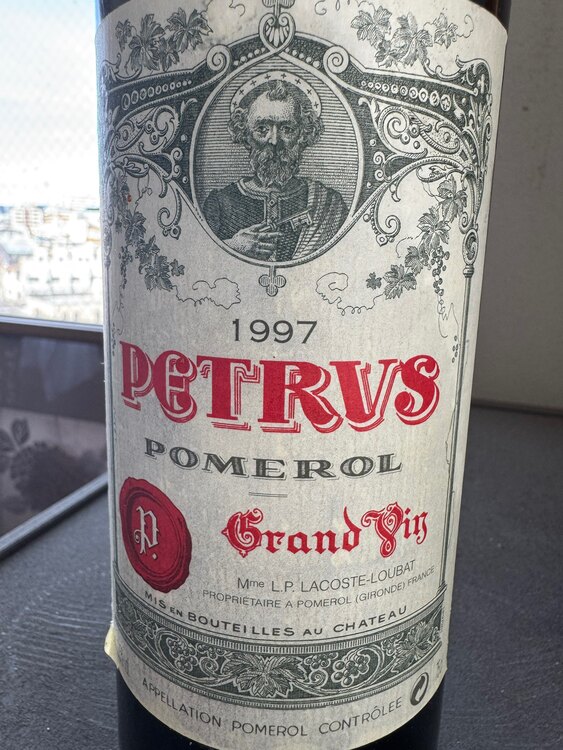 1997
PETRVS
POMEROL
Grand Vin
P.
Mme L.P. LACOSTE-LOUBAT
PROPRIÉTAIRE A POMEROL (GIRONDE) FRANCE
MIS EN BOUTEILLES AU CHATEAU
APPELLATION POMEROL CONTRÔLÉE